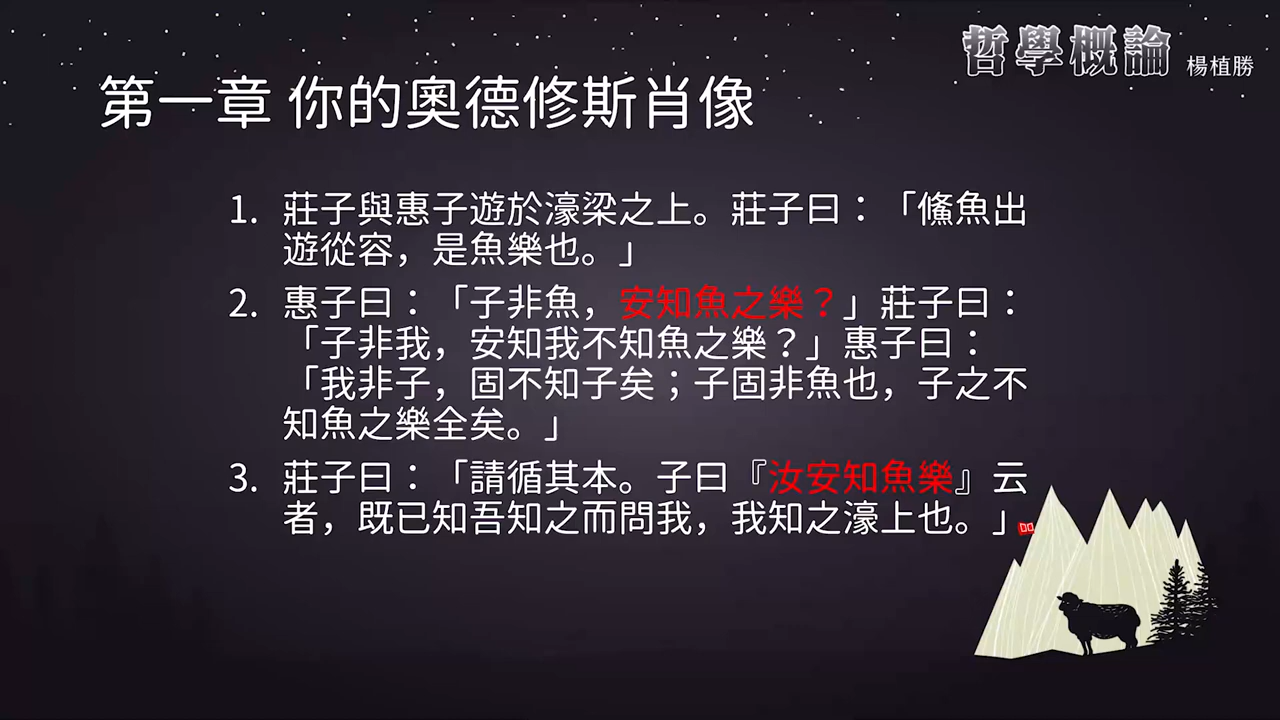 哲學概論 楊植勝
第一章 你的奧德修斯肖像
1. 莊子與惠子遊於濠梁之上。莊子曰：「鯈魚出
遊從容，是魚樂也。」
2. 惠子曰：「子非魚，安知魚之樂？」莊子曰：
「子非我，安知我不知魚之樂？」惠子曰：
「我非子，固不知子矣；子固非魚也，子之不
知魚之樂全矣。」
3. 莊子曰：「請循其本。子曰『汝安知魚樂』云
者，既已知吾知之而問我，我知之濠上也。」